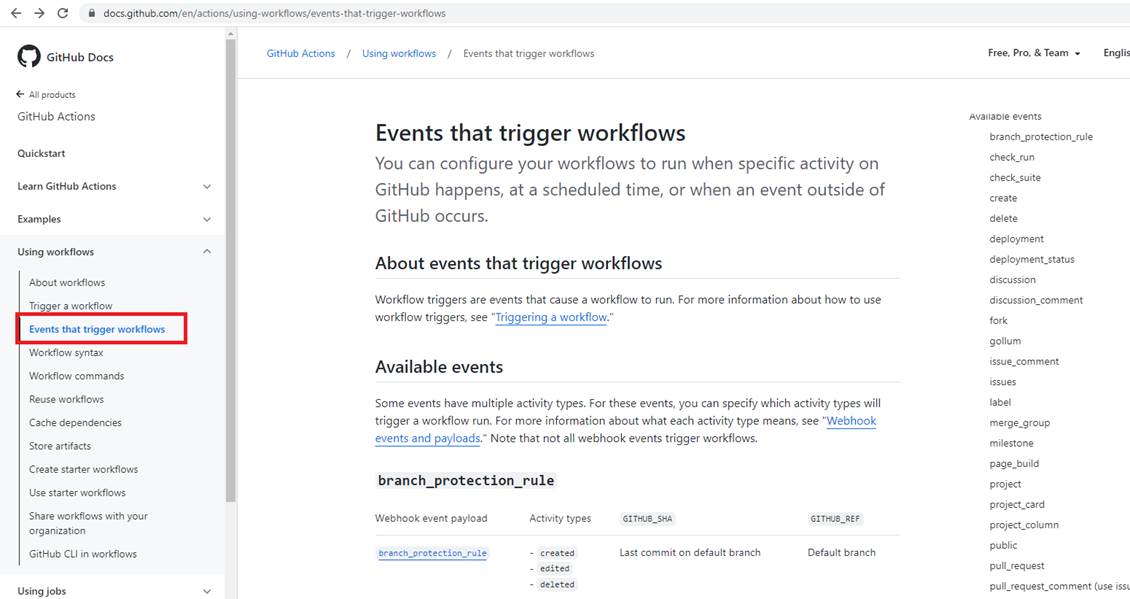 docs.github.com/en/actions/using-workflows/events-that-trigger-workflows
GitHub Docs
All products
GitHub Actions
Quickstart
Learn GitHub Actions
Examples
Using workflows
About workflows
Trigger a workflow
Events that trigger workflows
Workflow syntax
Workflow commands
Reuse workflows
Cache dependencies
Store artifacts
Create starter workflows
Use starter workflows
Share workflows with your
organization
GitHub CLI in workflows
Using jobs
GitHub Actions / Using workflows / Events that trigger workflows
Free, Pro, & Team
Englis
Events that trigger workflows
You can configure your workflows to run when specific activity on
GitHub happens, at a scheduled time, or when an event outside of
GitHub occurs.
About events that trigger workflows
Workflow triggers are events that cause a workflow to run. For more information about how to use
workflow triggers, see "Triggering a workflow."
Available events
Some events have multiple activity types. For these events, you can specify which activity types will
trigger a workflow run. For more information about what each activity type means, see "Webhook
events and payloads." Note that not all webhook events trigger workflows.
branch_protection_rule
Webhook event payload Activity types GITHUB_SHA GITHUB_REF
branch_protection_rule - created Last commit on default branch Default branch
- edited
- deleted
Available events
branch_protection_rule
check_run
check_suite
create
delete
deployment
deployment_status
discussion
discussion_comment
fork
gollum
issue_comment
issues
label
merge_group
milestone
page_build
project
project_card
project_column
public
pull_request
pull_request_comment (use issu